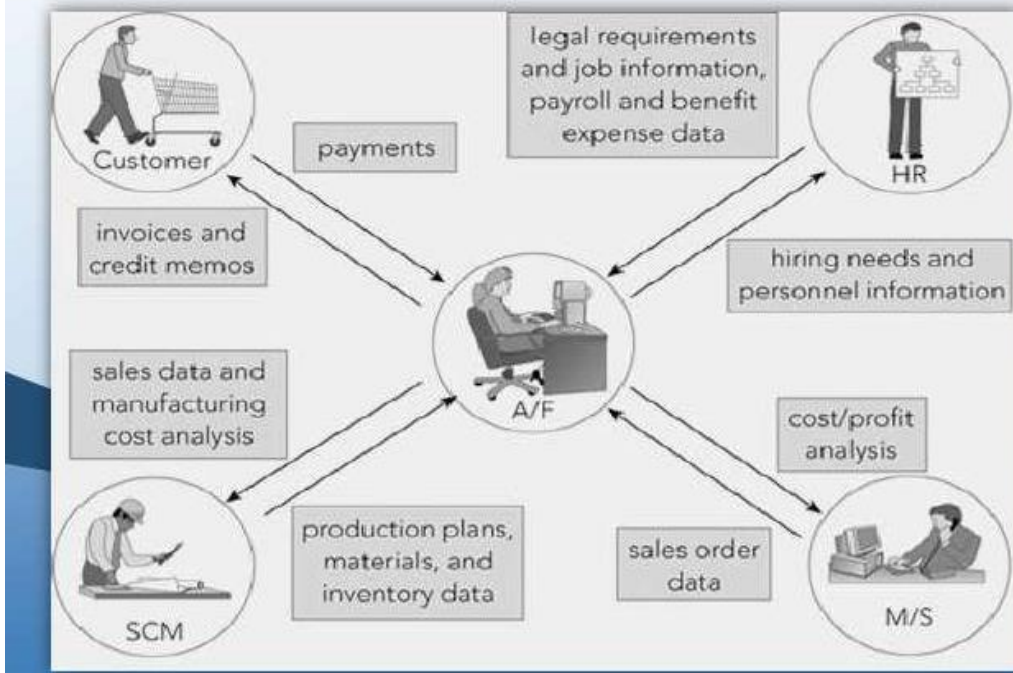 Customer
payments
invoices and
credit memos
legal requirements
and job information,
payroll and benefit
expense data
HR
hiring needs and
personnel information
A/F
sales data and
manufacturing
cost analysis
SCM
production plans,
materials, and
inventory data
cost/profit
analysis
sales order
data
M/S